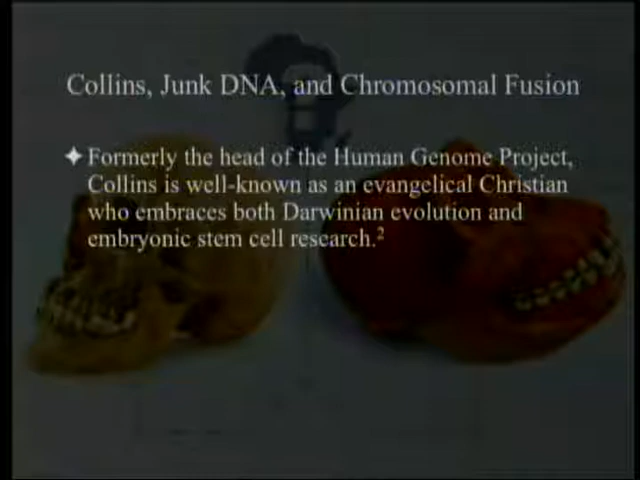 Collins, Junk DNA, and Chromosomal Fusion
✦Formerly the head of the Human Genome Project,
Collins is well-known as an evangelical Christian
who embraces both Darwinian evolution and
embryonic stem cell research.²